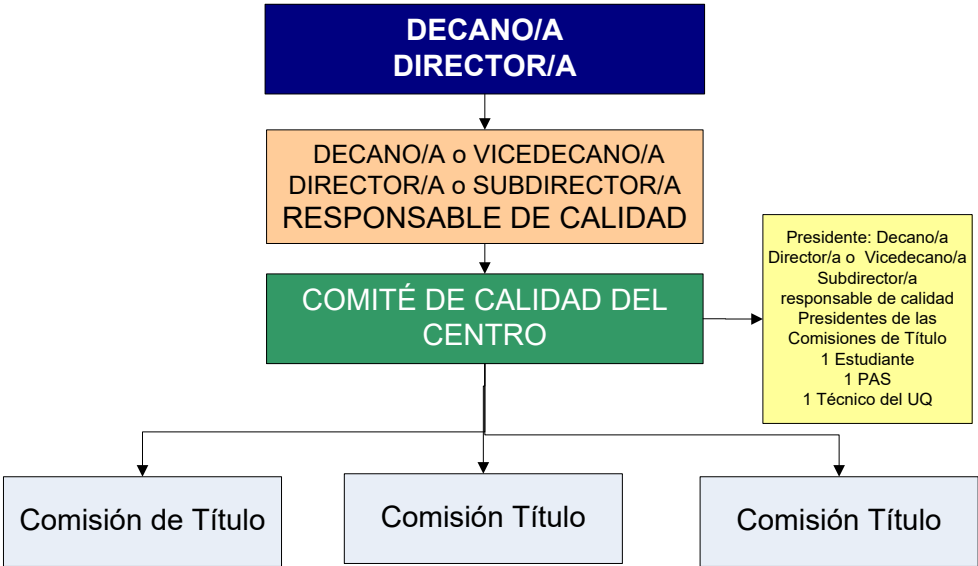 DECANO/A
DIRECTOR/A
DECANO/A o VICEDECANO/A
DIRECTOR/A o SUBDIRECTOR/A
RESPONSABLE DE CALIDAD
COMITÉ DE CALIDAD DEL
CENTRO
Presidente: Decano/a
Director/a o Vicedecano/a
Subdirector/a
responsable de calidad
Presidentes de las
Comisiones de Título
1 Estudiante
1 PAS
1 Técnico del UQ
Comisión de Título
Comisión Título
Comisión Título